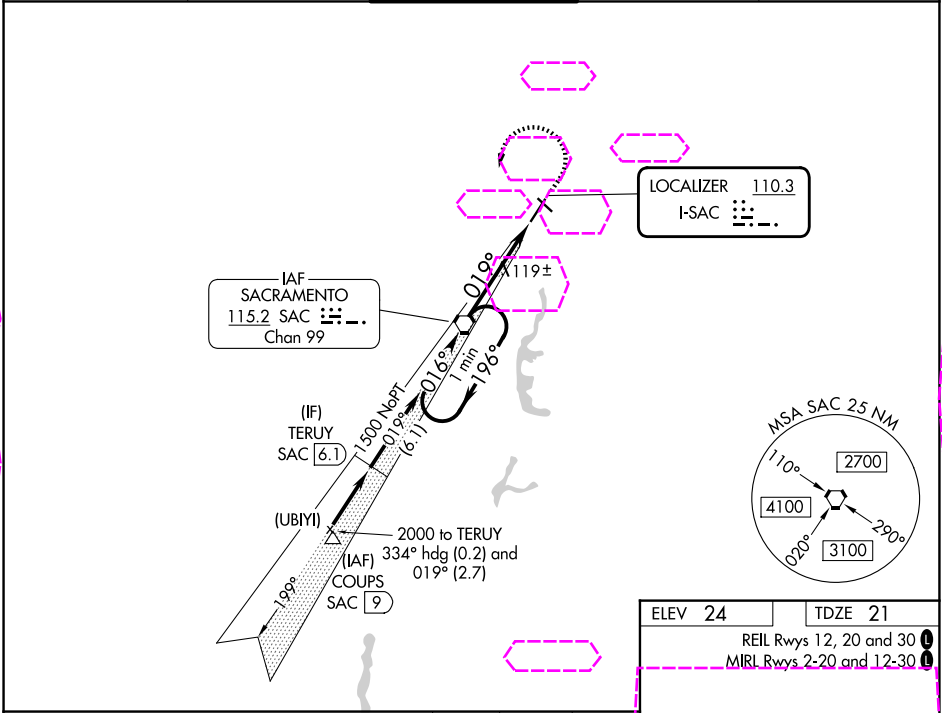 LOCALIZER 110.3
I-SAC
IAF
SACRAMENTO
115.2 SAC
Chan 99
019°
119±
016°
1 min
196°
1500 NoPT
019°
(6.1)
(IF)
TERUY
SAC 6.1
(UBIYI)
2000 to TERUY
334° hdg (0.2) and
019° (2.7)
(IAF)
COUPS
SAC 9
199°
MSA SAC 25 NM
110°
2700
4100
290°
020°
3100
ELEV 24
TDZE 21
REIL Rwys 12, 20 and 30 L
MIRL Rwys 2-20 and 12-30 L